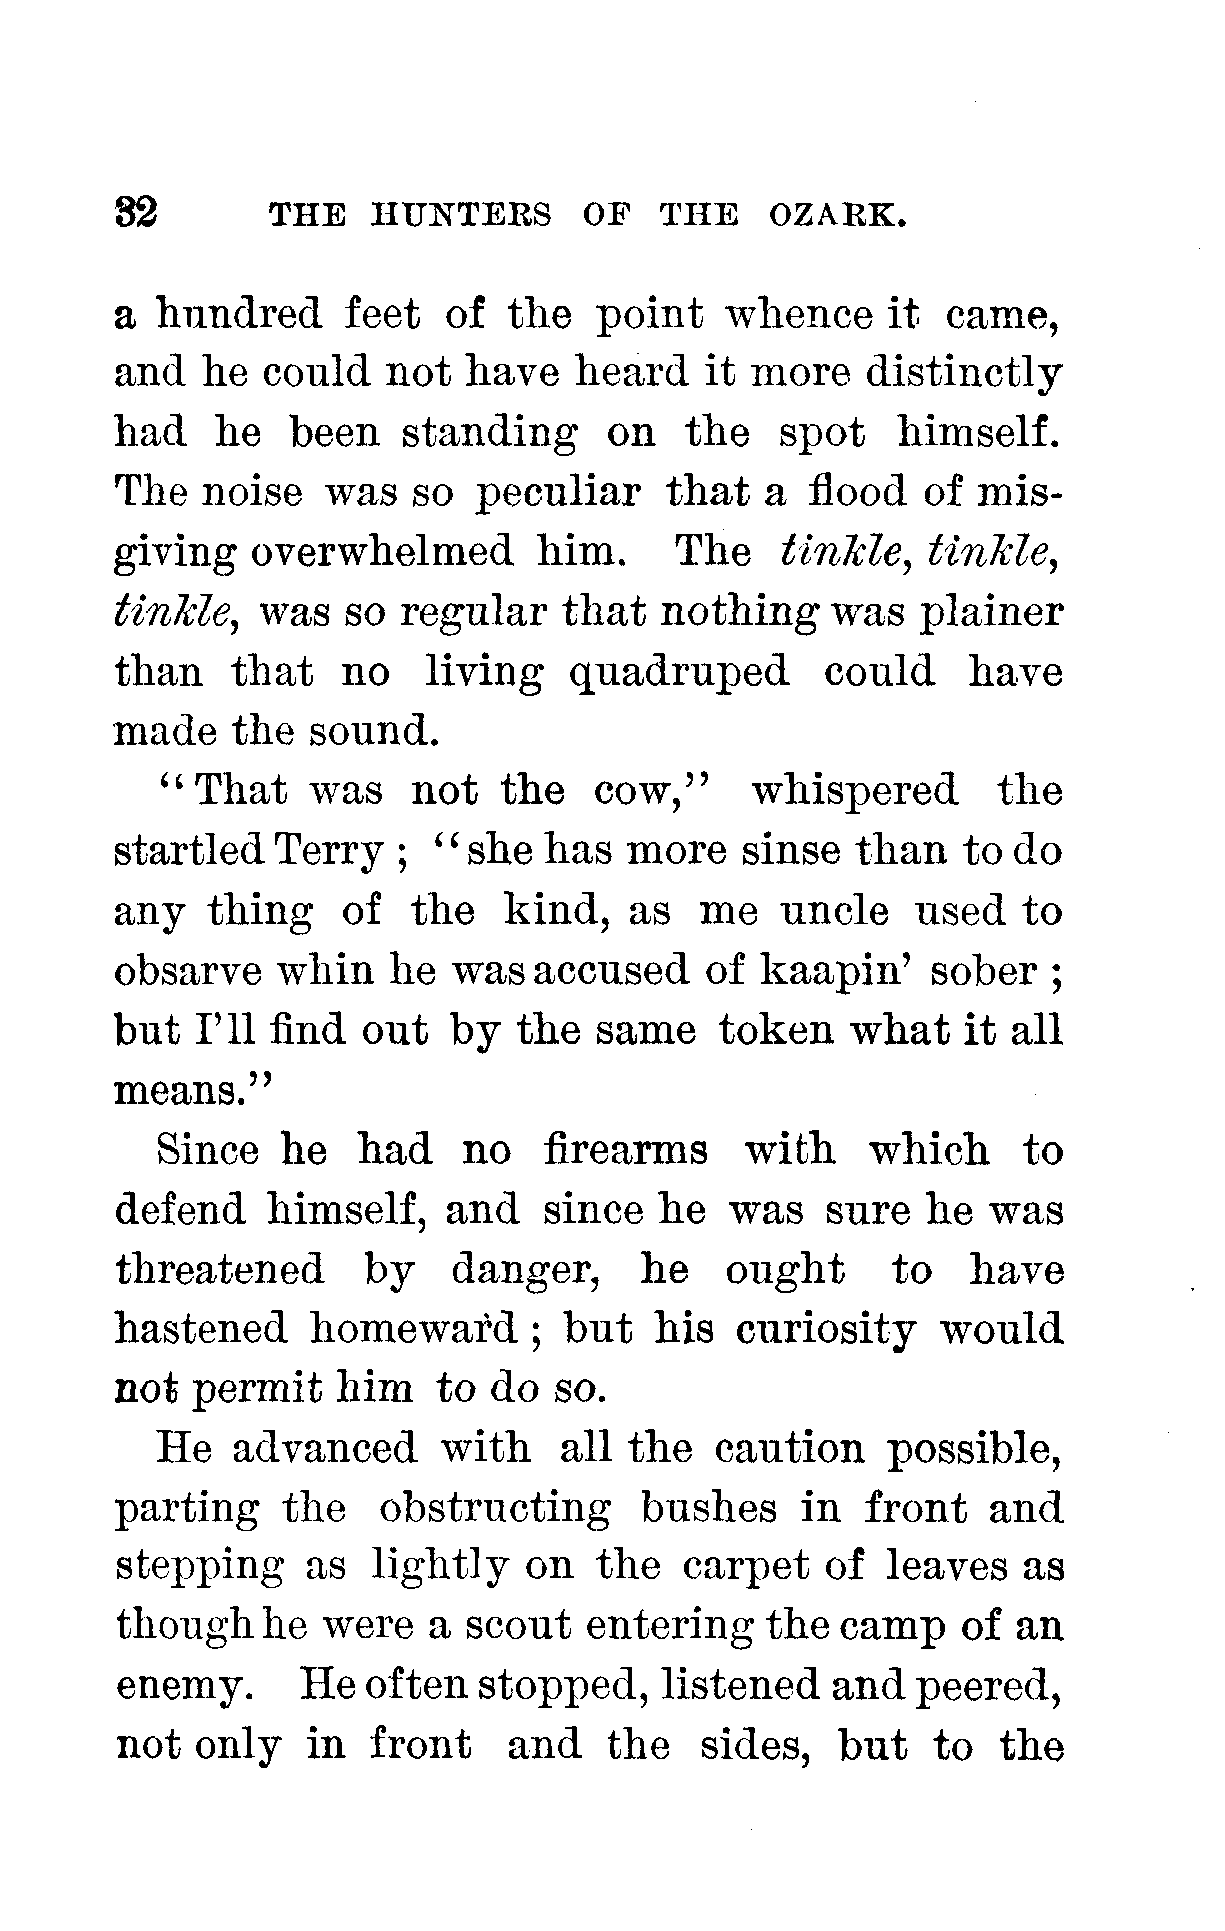 32 THE HUNTERS OF THE OZARK.
a hundred feet of the point whence it came,
and he could not have heard it more distinctly
had he been standing on the spot himself.
The noise was so peculiar that a flood of mis-
giving overwhelmed him. The tinkle, tinkle,
tinkle, was so regular that nothing was plainer
than that no living quadruped could have
made the sound.
"That was not the cow," whispered the
startled Terry; "she has more sinse than to do
any thing of the kind, as me uncle used to
obsarve whin he was accused of kaapin' sober;
but I'll find out by the same token what it all
means."
Since he had no firearms with which to
defend himself, and since he was sure he was
threatened by danger, he ought to have
hastened homeward; but his curiosity would
not permit him to do so.
He advanced with all the caution possible,
parting the obstructing bushes in front and
stepping as lightly on the carpet of leaves as
though he were a scout entering the camp of an
enemy. He often stopped, listened and peered,
not only in front and the sides, but to the